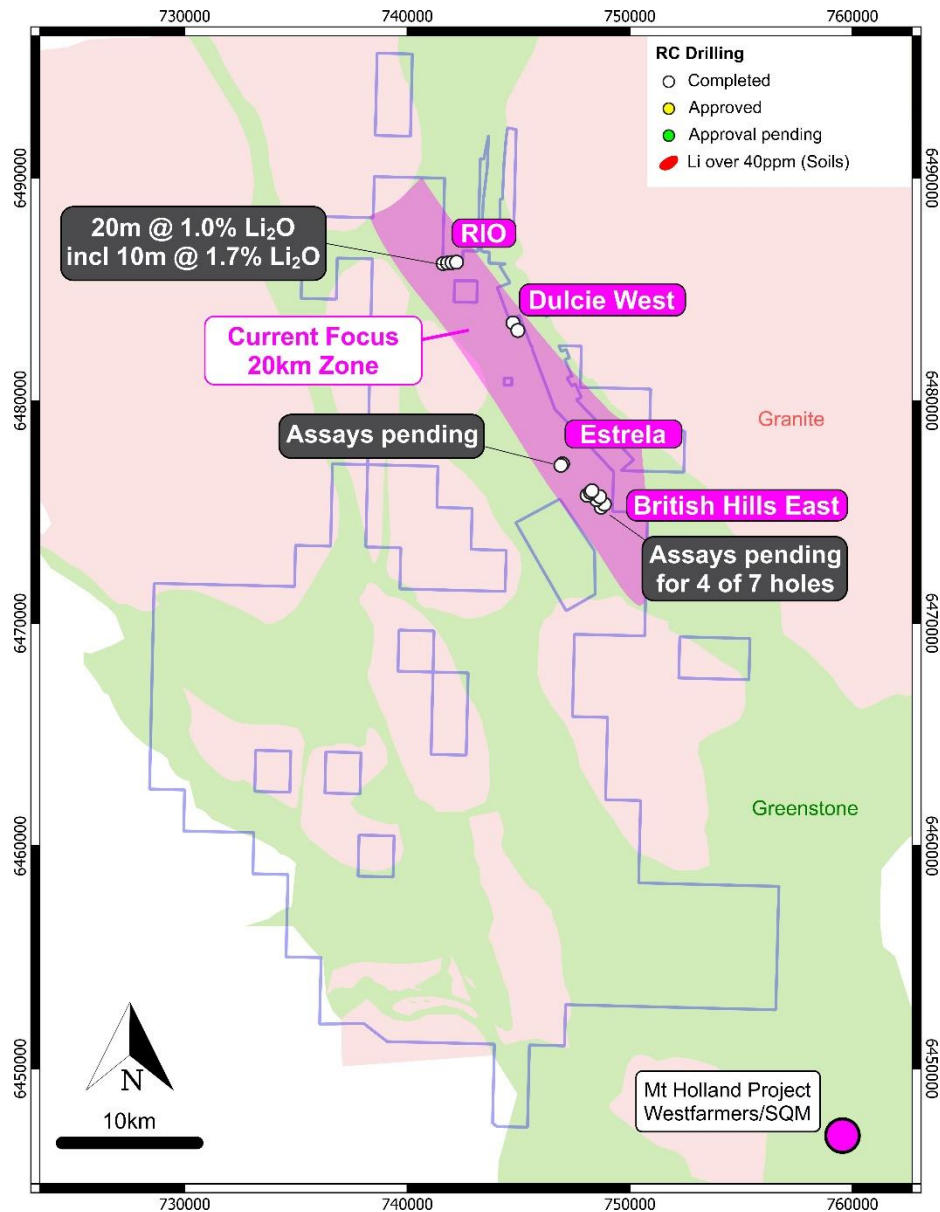 730000 740000 750000 760000
RC Drilling
Completed
Approved
Approval pending
Li over 40ppm (Soils)
6490000 6490000
20m @ 1.0% Li₂O
incl 10m @ 1.7% Li₂O
RIO
Dulcie West
Current Focus
20km Zone
6480000 6480000
Granite
Assays pending
Estrela
British Hills East
Assays pending
for 4 of 7 holes
6470000 6470000
Greenstone
6460000 6460000
6450000 6450000
N
10km
Mt Holland Project
Westfarmers/SQM
730000 740000 750000 760000